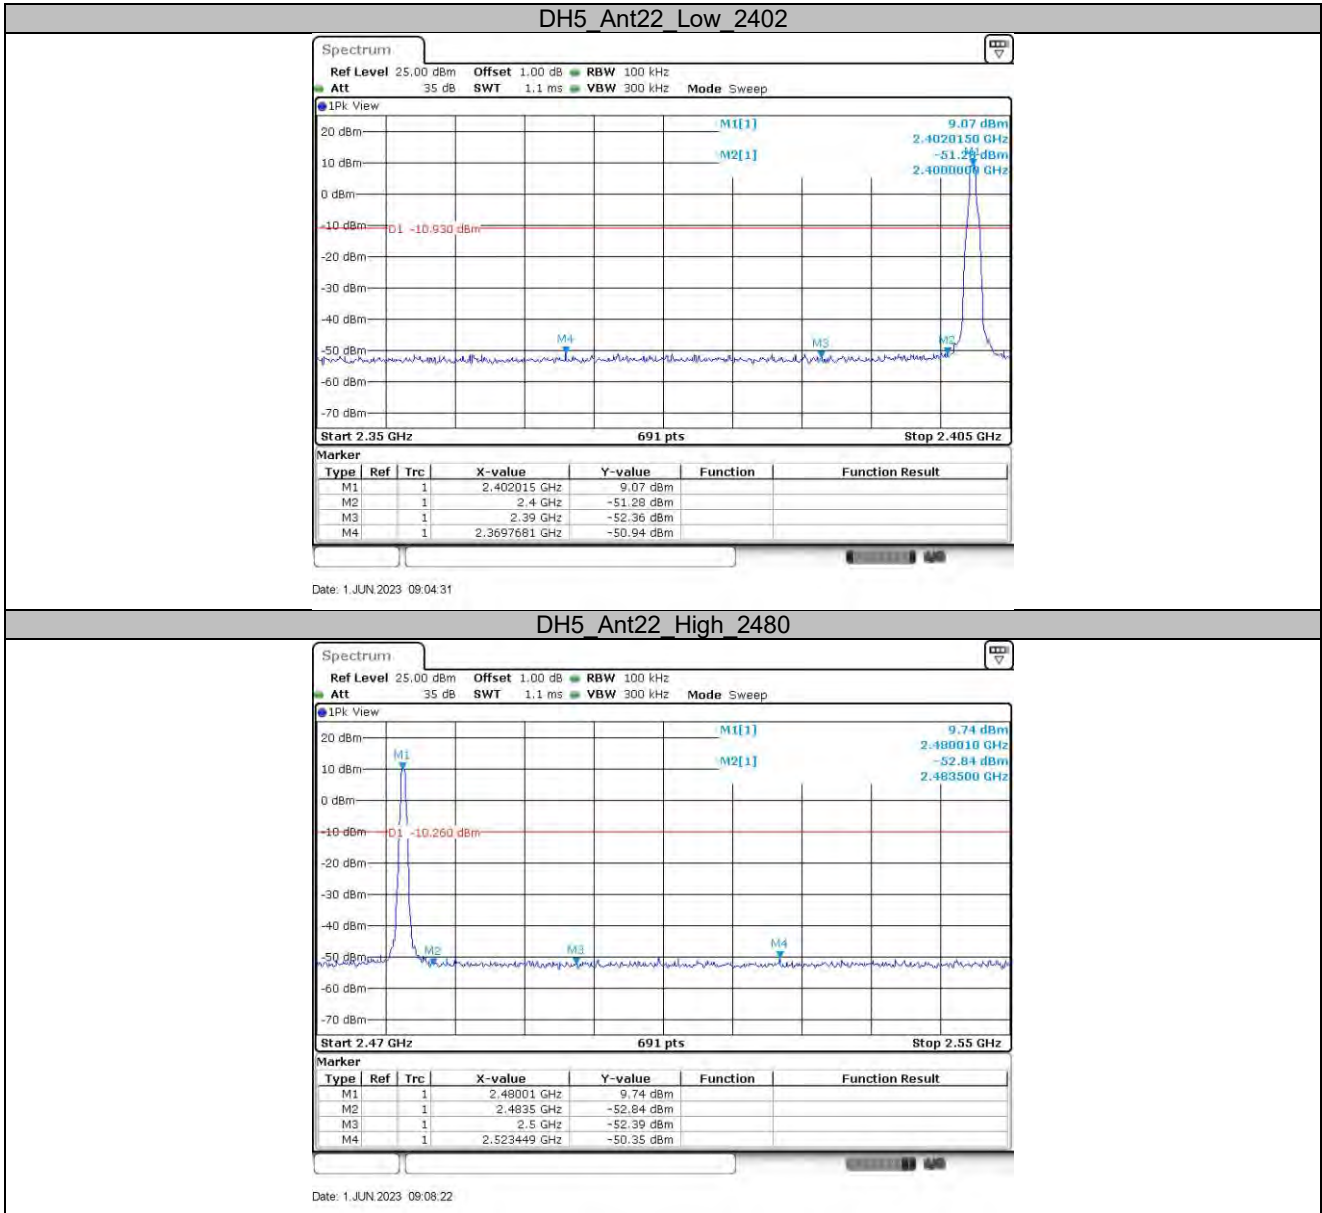 DH5_Ant22_Low_2402
Spectrum
Ref Level 25.00 dBm Offset 1.00 dB RBW 100 kHz
Att 35 dB SWT 1.1 ms VBW 300 kHz Mode Sweep
1Pk View
M1[1] 9.07 dBm
2.4020150 GHz
M2[1] -51.28 dBm
2.4000000 GHz
M1
20 dBm
10 dBm
0 dBm
-10 dBm
D1 -10.930 dBm
-20 dBm
-30 dBm
-40 dBm
M4 M3 M2
-50 dBm
-60 dBm
-70 dBm
Start 2.35 GHz 691 pts Stop 2.405 GHz
Marker
Type Ref Trc X-value Y-value Function Function Result
M1 1 2.402015 GHz 9.07 dBm
M2 1 2.4 GHz -51.28 dBm
M3 1 2.39 GHz -52.36 dBm
M4 1 2.3697681 GHz -50.94 dBm
Date: 1.JUN.2023 09:04:31
DH5_Ant22_High_2480
Spectrum
Ref Level 25.00 dBm Offset 1.00 dB RBW 100 kHz
Att 35 dB SWT 1.1 ms VBW 300 kHz Mode Sweep
1Pk View
M1[1] 9.74 dBm
2.480010 GHz
M2[1] -52.84 dBm
2.483500 GHz
20 dBm
M1
10 dBm
0 dBm
-10 dBm
D1 -10.260 dBm
-20 dBm
-30 dBm
-40 dBm
M2 M3 M4
-50 dBm
-60 dBm
-70 dBm
Start 2.47 GHz 691 pts Stop 2.55 GHz
Marker
Type Ref Trc X-value Y-value Function Function Result
M1 1 2.48001 GHz 9.74 dBm
M2 1 2.4835 GHz -52.84 dBm
M3 1 2.5 GHz -52.39 dBm
M4 1 2.523449 GHz -50.35 dBm
Date: 1.JUN.2023 09:08:22